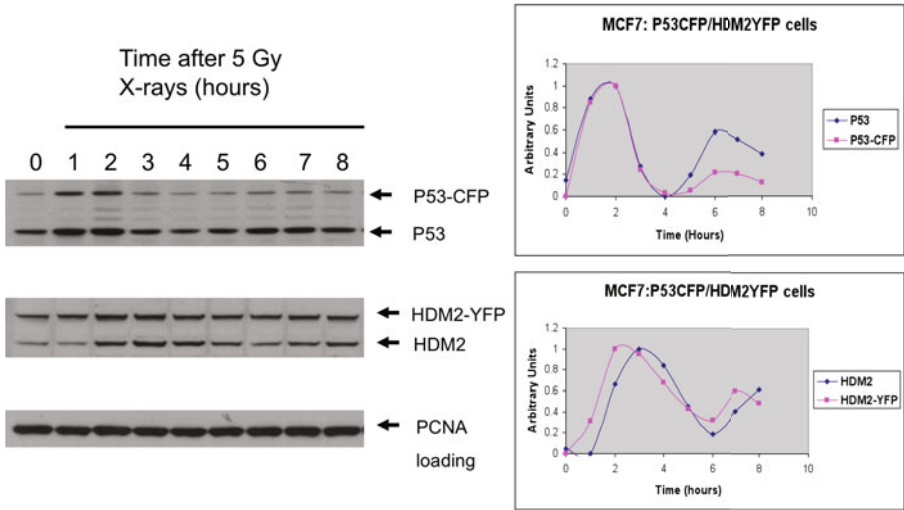 Time after 5 Gy
X-rays (hours)
0 1 2 3 4 5 6 7 8
P53-CFP
P53
HDM2-YFP
HDM2
PCNA
loading
MCF7: P53CFP/HDM2YFP cells
Arbitrary Units
1.2
1
0.8
0.6
0.4
0.2
0
0 2 4 6 8 10
Time (Hours)
P53
P53-CFP
MCF7:P53CFP/HDM2YFP cells
Arbitrary Units
1.2
1
0.8
0.6
0.4
0.2
0
0 2 4 6 8 10
Time (hours)
HDM2
HDM2-YFP